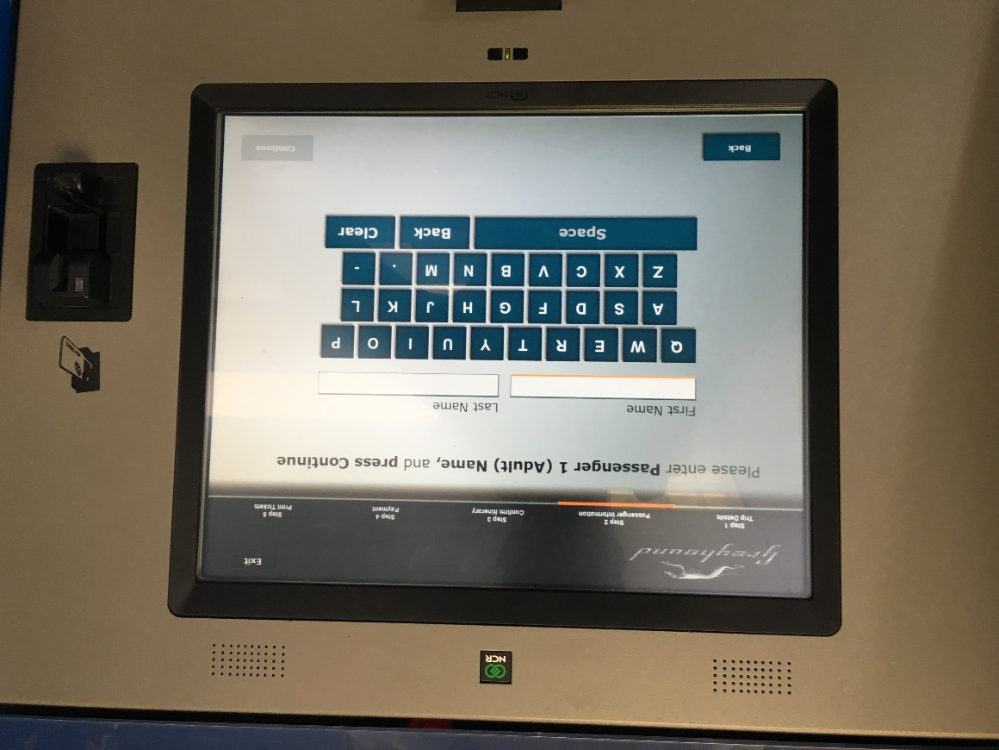 NCR
Greyhound
Exit
Step 1
Trip Details
Step 2
Passenger Information
Step 3
Confirm Itinerary
Step 4
Payment
Step 5
Print Tickets
Please enter Passenger 1 (Adult) Name, and press Continue
First Name
Last Name
Q W E R T Y U I O P
A S D F G H J K L
Z X C V B N M . -
Space Back Clear
Back
Continue
NCR